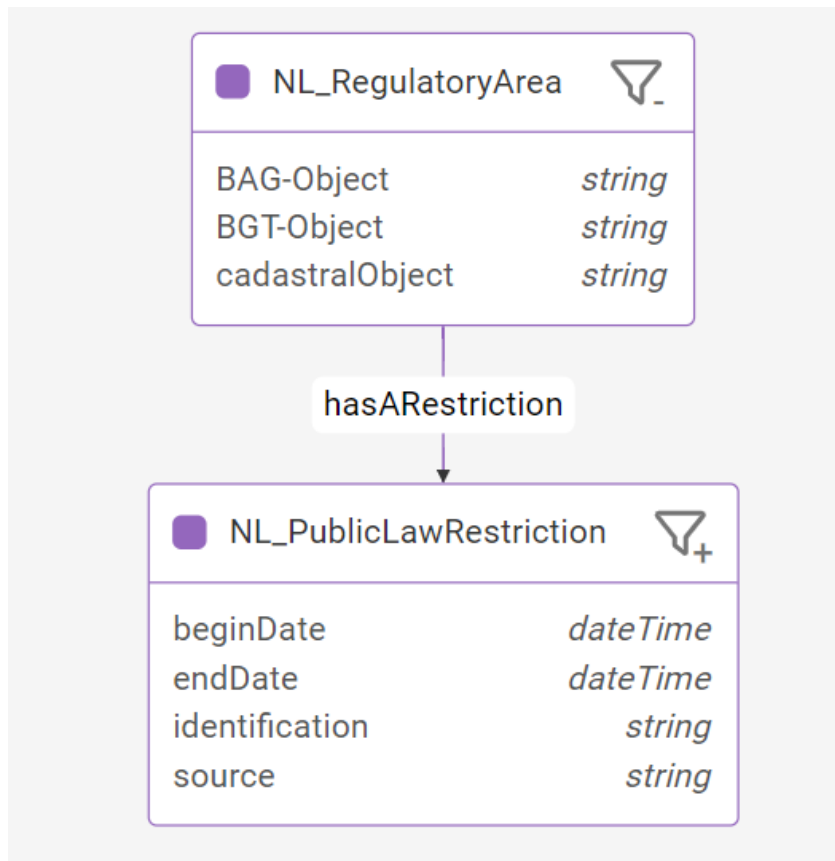 NL_RegulatoryArea
BAG-Object string
BGT-Object string
cadastralObject string
hasARestriction
NL_PublicLawRestriction
beginDate dateTime
endDate dateTime
identification string
source string